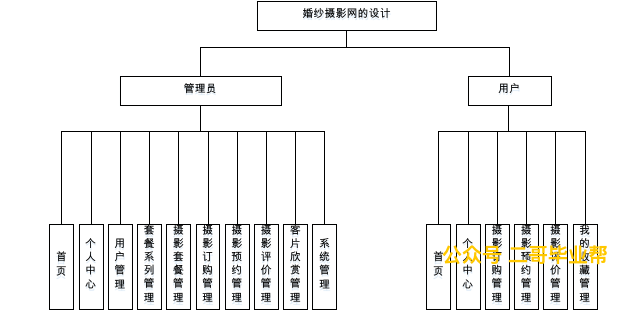 婚纱摄影网的设计
管理员
用户
首页
个人中心
用户管理
套餐系列管理
摄影套餐管理
摄影订购管理
摄影预约管理
摄影评价管理
客片欣赏管理
系统管理
首页
个人中心
摄影订购管理
摄影预约管理
摄影评价管理
我的收藏管理
公众号 二哥毕业帮